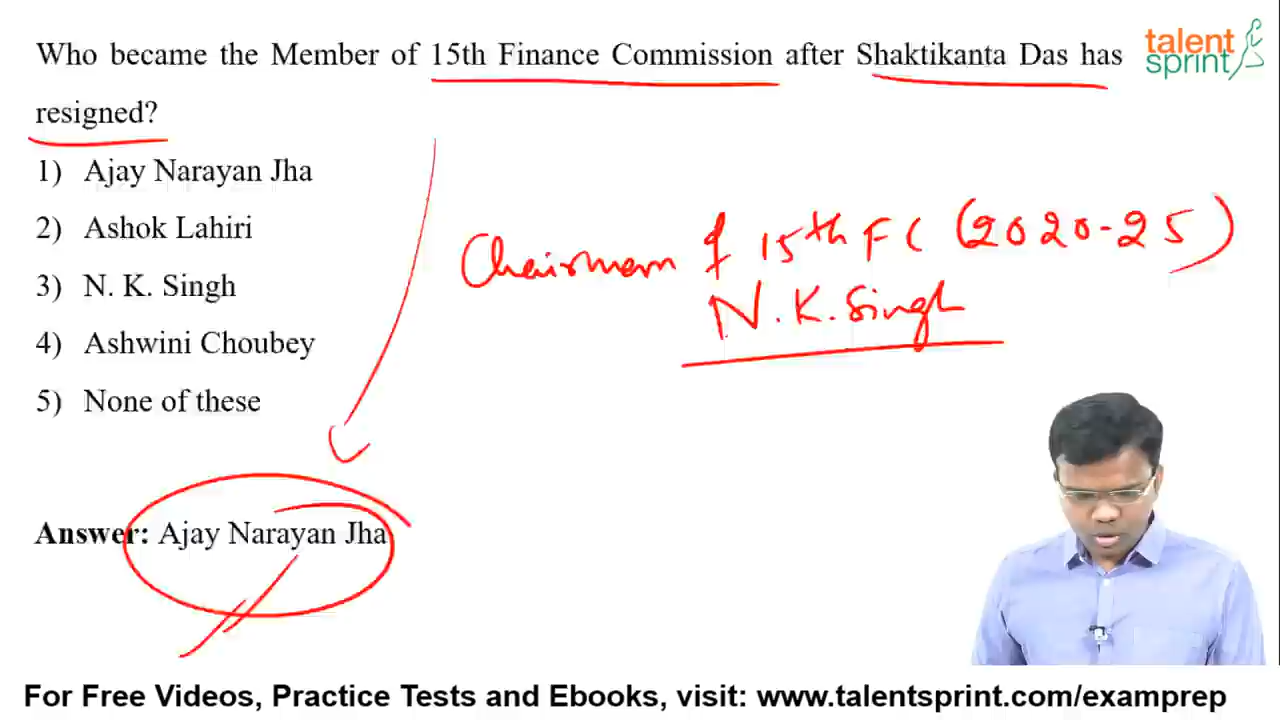 Who became the Member of 15th Finance Commission after Shaktikanta Das has
resigned?
1) Ajay Narayan Jha
2) Ashok Lahiri
3) N. K. Singh
4) Ashwini Choubey
5) None of these
Answer: Ajay Narayan Jha
Chairman of 15th FC (2020-25)
N.K.Singh
talent
sprint
For Free Videos, Practice Tests and Ebooks, visit: www.talentsprint.com/examprep